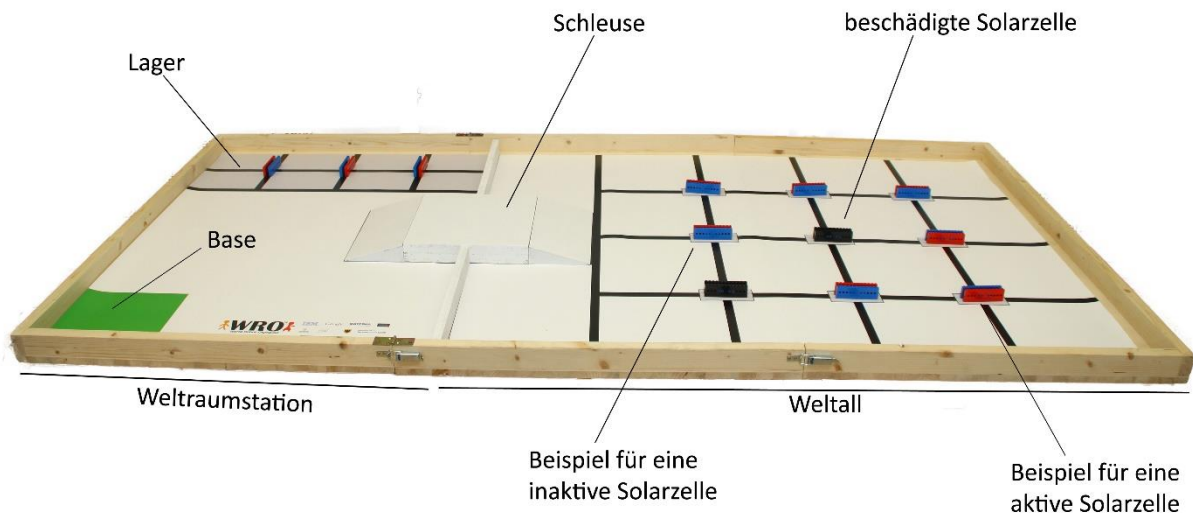 Schleuse
beschädigte Solarzelle
Lager
Base
WRO
Weltraumstation
Weltall
Beispiel für eine
inaktive Solarzelle
Beispiel für eine
aktive Solarzelle